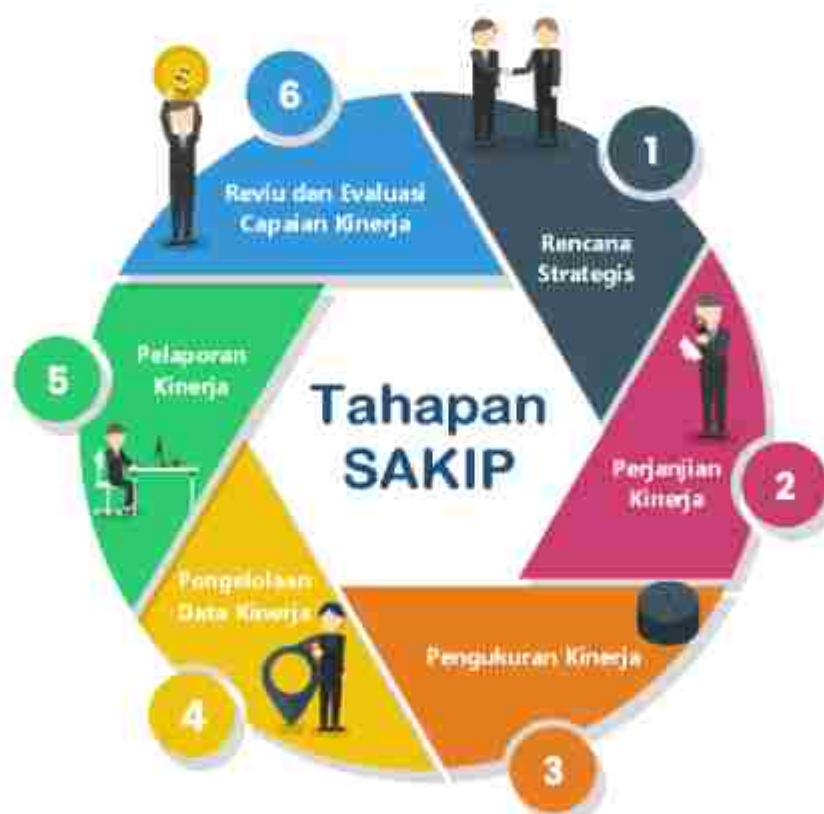 Tahapan
SAKIP
1
Rencana
Strategis
2
Perjanjian
Kinerja
3
Pengukuran Kinerja
4
Pengelolaan
Data Kinerja
5
Pelaporan
Kinerja
6
Reviu dan Evaluasi
Capaian Kinerja